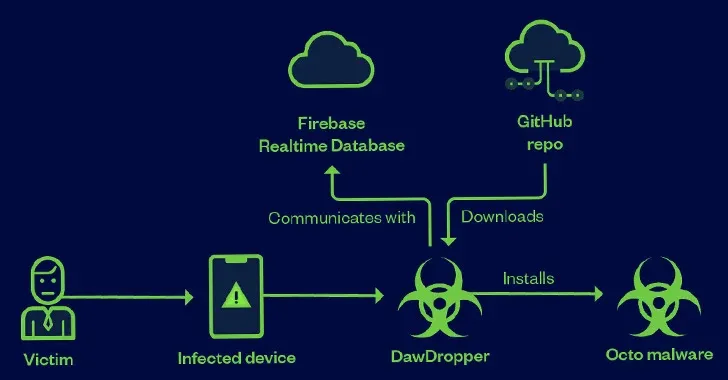 Firebase
Realtime Database
GitHub
repo
Communicates with
Downloads
Installs
Victim
Infected device
DawDropper
Octo malware